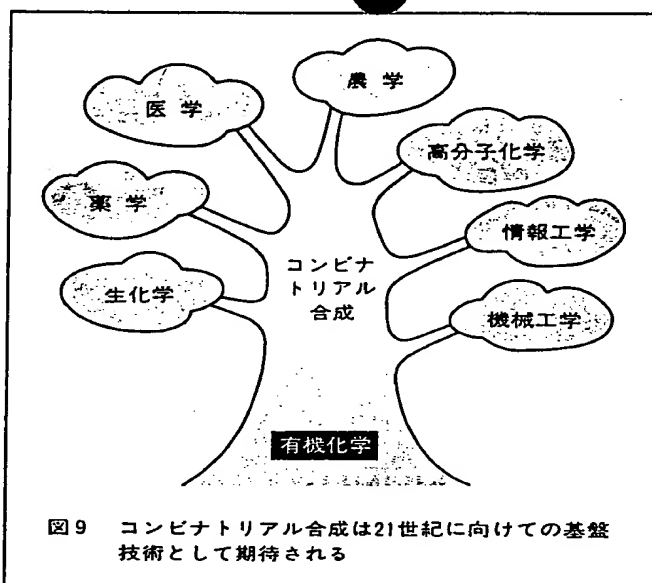 農学
医学
高分子化学
薬学
情報工学
コンビナ
トリアル
合成
生化学
機械工学
有機化学
図9 コンビナトリアル合成は21世紀に向けての基盤
技術として期待される